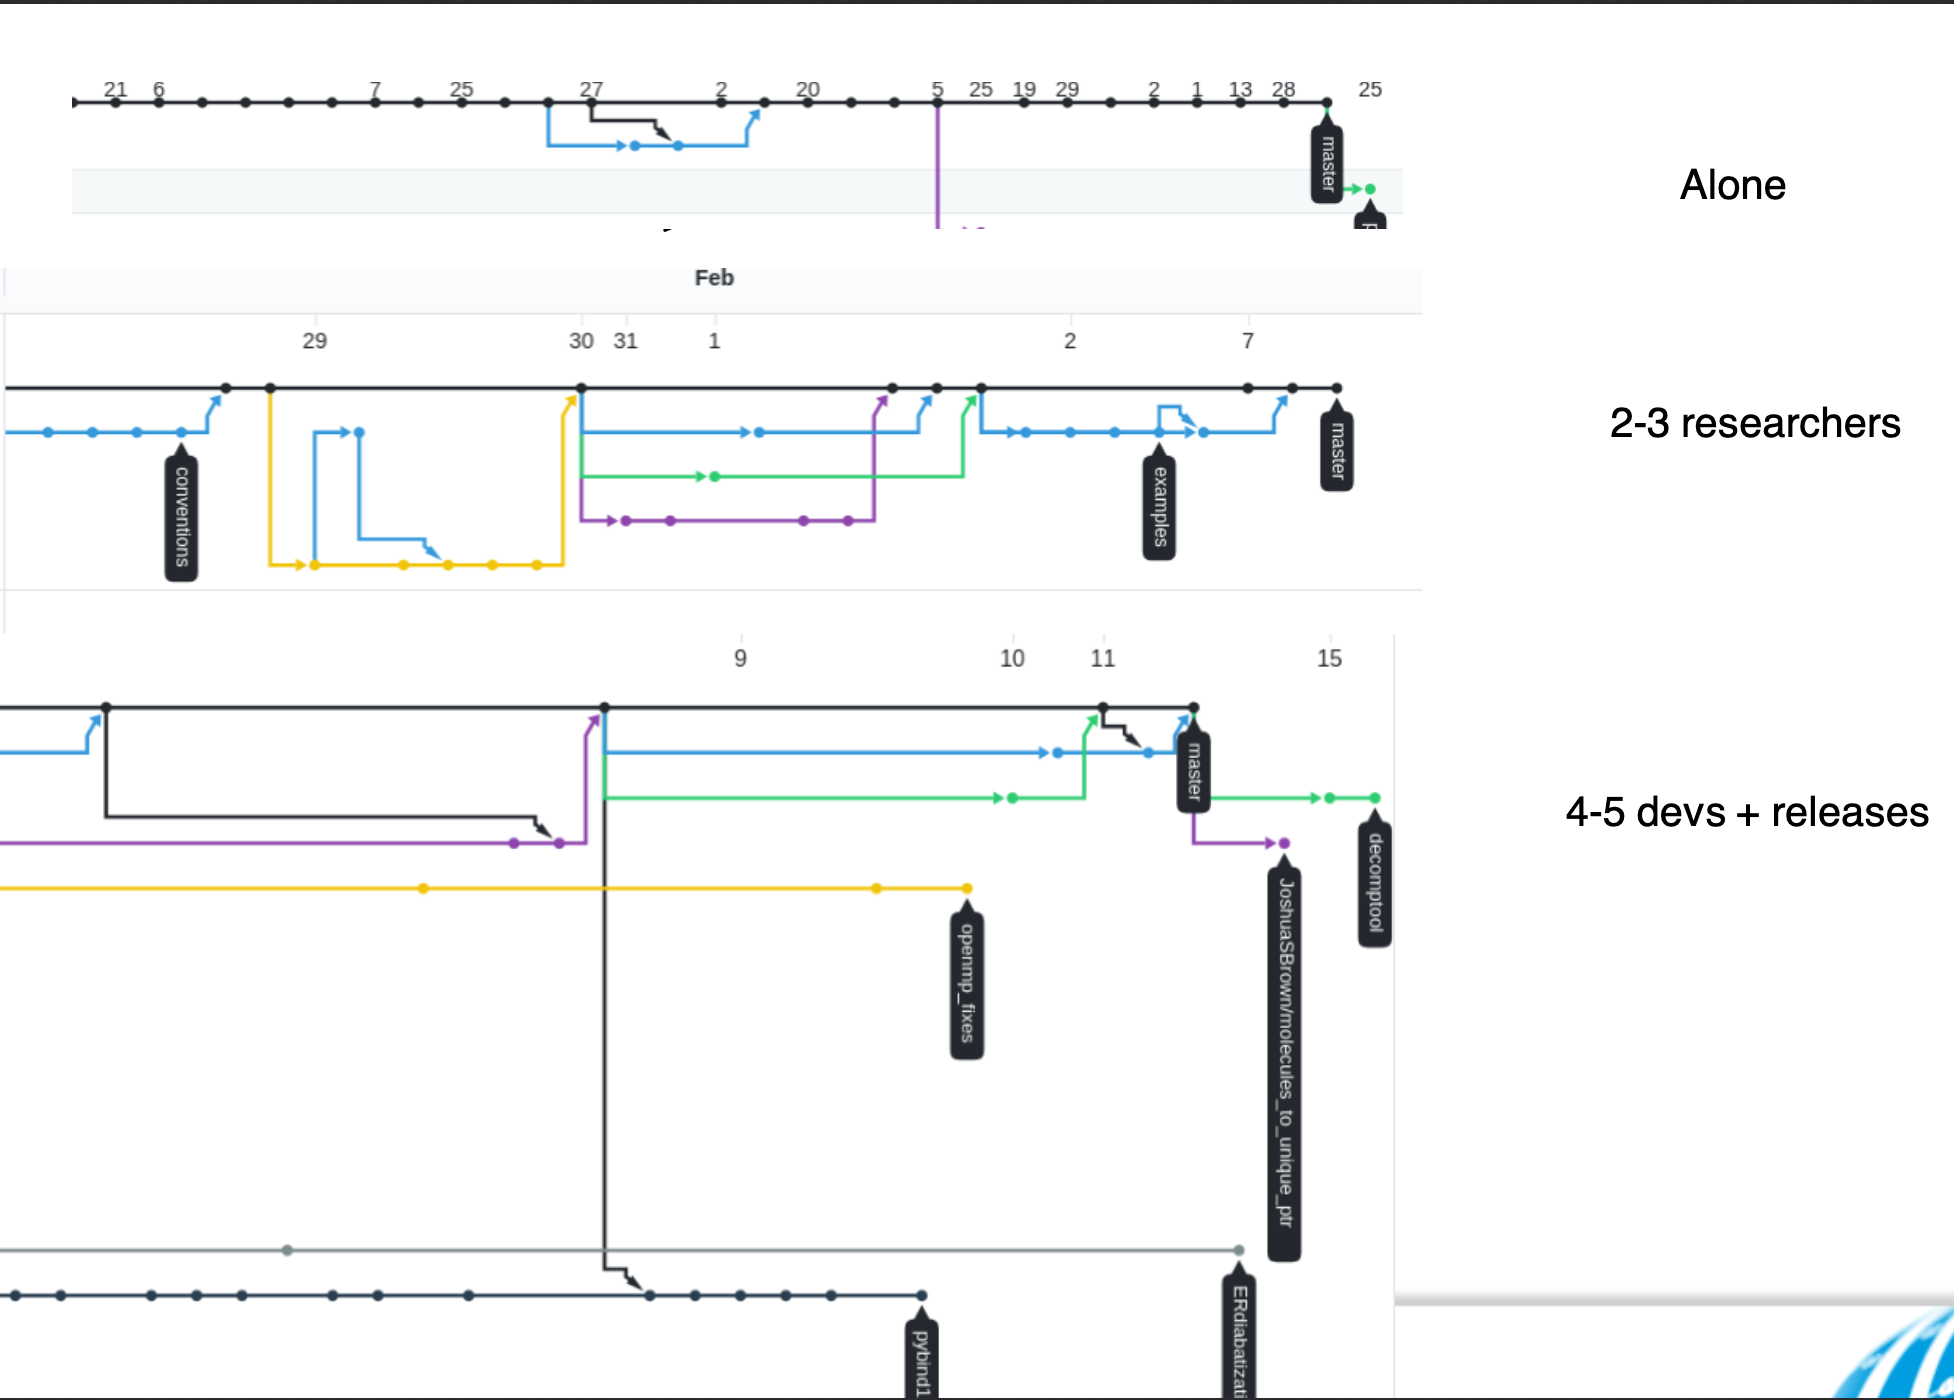 21 6 7 25 27 2 20 5 25 19 29 2 1 13 28 25
master
Alone
Feb
29 30 31 1 2 7
conventions
examples
master
2-3 researchers
9 10 11 15
master
4-5 devs + releases
decomptool
openmp_fixes
JoshuaSBrown/molecules_to_unique_ptr
ERdiabatizati
pybind1